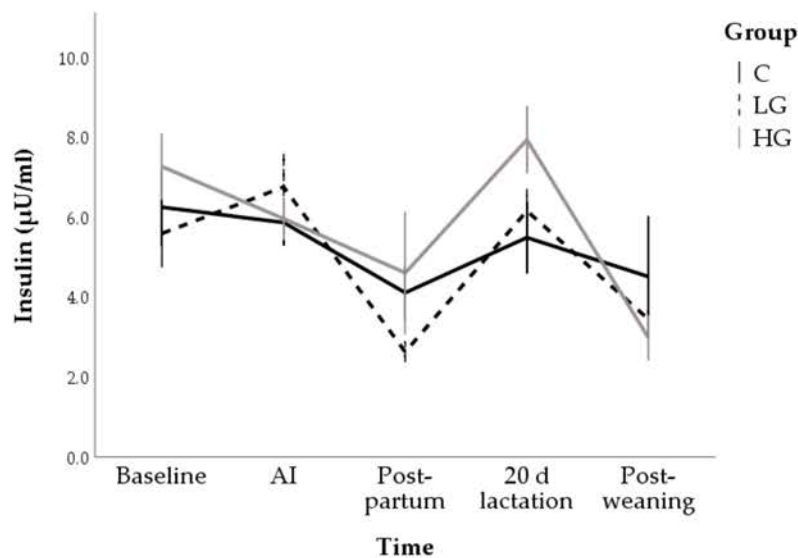 Group
C
LG
HG
Insulin (µU/ml)
10.0
8.0
6.0
4.0
2.0
0.0
Baseline
AI
Post-
partum
20 d
lactation
Post-
weaning
Time